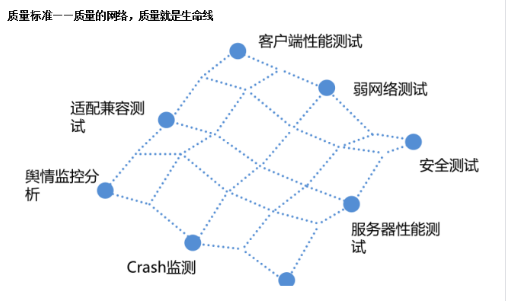 质量标准——质量的网络，质量就是生命线
客户端性能测试
弱网络测试
适配兼容测
试
安全测试
舆情监控分
析
服务器性能测
试
Crash监测